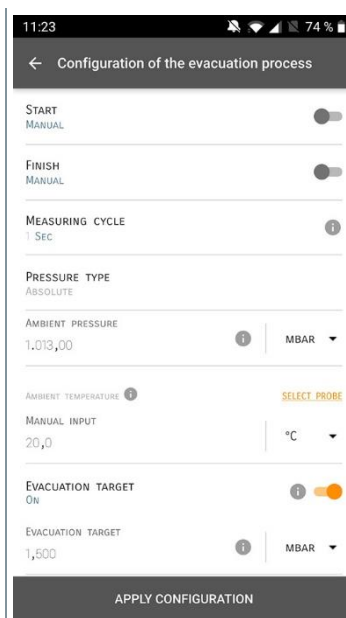 11:23
74 %
Configuration of the evacuation process
START
MANUAL
FINISH
MANUAL
MEASURING CYCLE
1 SEC
PRESSURE TYPE
ABSOLUTE
AMBIENT PRESSURE
1.013,00
MBAR
AMBIENT TEMPERATURE
SELECT PROBE
MANUAL INPUT
20,0
°C
EVACUATION TARGET
ON
EVACUATION TARGET
1,500
MBAR
APPLY CONFIGURATION